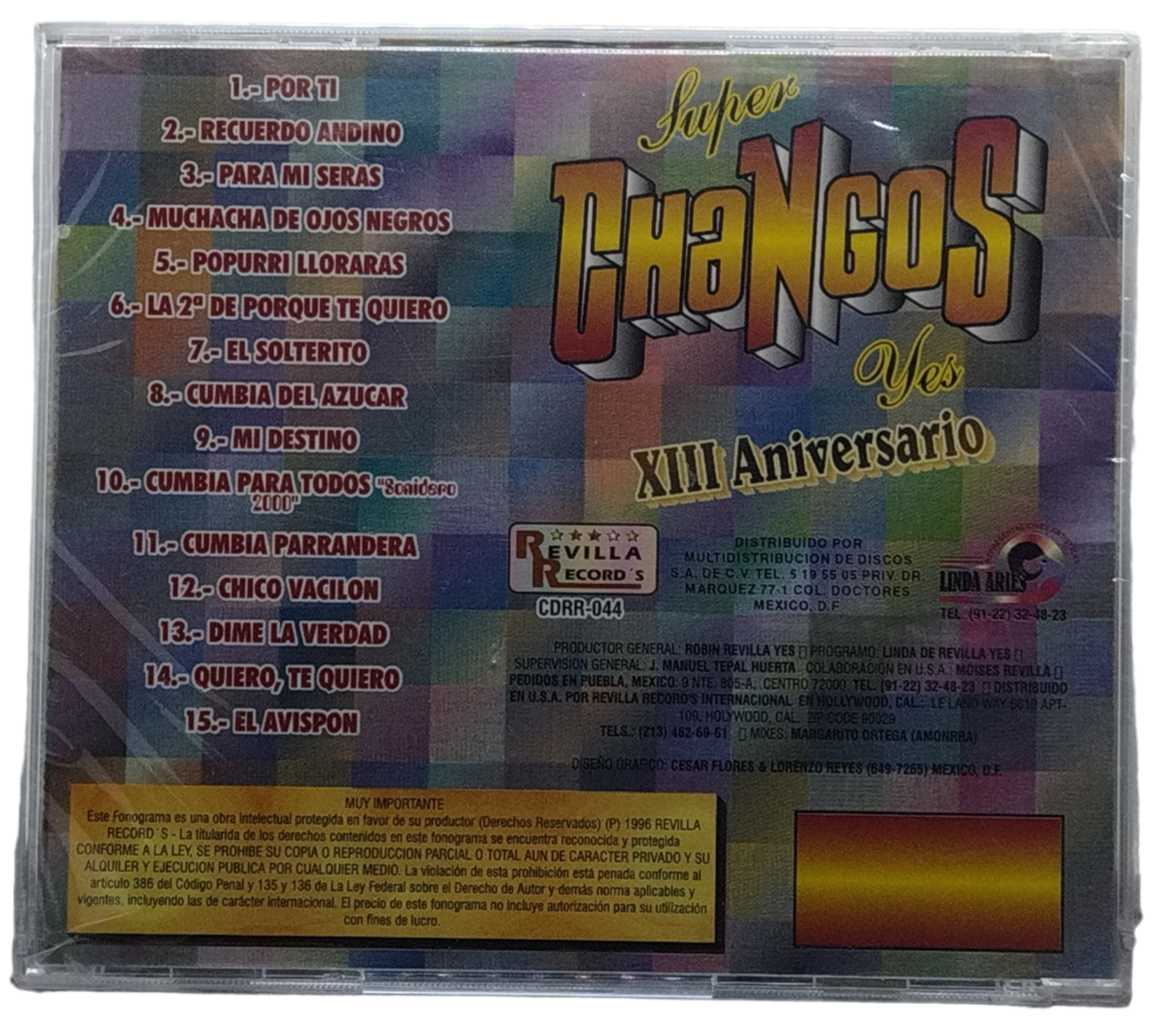 1.- POR TI
2.- RECUERDO ANDINO
3.- PARA MI SERAS
4.- MUCHACHA DE OJOS NEGROS
5.- POPURRI LLORARAS
6.- LA 2ª DE PORQUE TE QUIERO
7.- EL SOLTERITO
8.- CUMBIA DEL AZUCAR
9.- MI DESTINO
10.- CUMBIA PARA TODOS "Sonidero
2000"
11.- CUMBIA PARRANDERA
12.- CHICO VACILON
13.- DIME LA VERDAD
14.- QUIERO, TE QUIERO
15.- EL AVISPON
Super
CHaNGOS
Yes
XIII Aniversario
REVILLA
RECORD´S
CDRR-044
DISTRIBUIDO POR
MULTIDISTRIBUCION DE DISCOS
S.A. DE C.V. TEL. 5 19 55 05 PRIV. DR.
MARQUEZ 77-1 COL. DOCTORES
MEXICO, D.F.
LINDA ARIES
TEL. (91-22) 32-48-23
PRODUCTOR GENERAL: ROBIN REVILLA YES ▯ PROGRAMO: LINDA DE REVILLA YES ▯
SUPERVISION GENERAL: J. MANUEL TEPAL HUERTA COLABORACION EN U.S.A.: MOISES REVILLA ▯
PEDIDOS EN PUEBLA, MEXICO: 9 NTE. 805-A, CENTRO 72000. TEL. (91-22) 32-48-23 ▯ DISTRIBUIDO
EN U.S.A. POR REVILLA RECORD'S INTERNACIONAL EN HOLLYWOOD, CAL.: LE LAND WAY APT-
109, HOLYWOOD, CAL. ZIP CODE 90029
TELS.: (213) ▯ MIXES: MARGARITO ORTEGA (AMONRRA)
DISEÑO GRAFICO: CESAR FLORES & LORENZO REYES (649-7265) MEXICO, D.F.
MUY IMPORTANTE
Este Fonograma es una obra intelectual protegida en favor de su productor (Derechos Reservados) (P) 1996 REVILLA
RECORD´S - La titularida de los derechos contenidos en este fonograma se encuentra reconocida y protegida
CONFORME A LA LEY, SE PROHIBE SU COPIA O REPRODUCCION PARCIAL O TOTAL AUN DE CARACTER PRIVADO Y SU
ALQUILER Y EJECUCION PUBLICA POR CUALQUIER MEDIO. La violación de esta prohibición está penada conforme al
artículo 386 del Código Penal y 135 y 136 de La Ley Federal sobre el Derecho de Autor y demás norma aplicables y
vigentes, incluyendo las de carácter internacional. El precio de este fonograma no incluye autorización para su utilización
con fines de lucro.